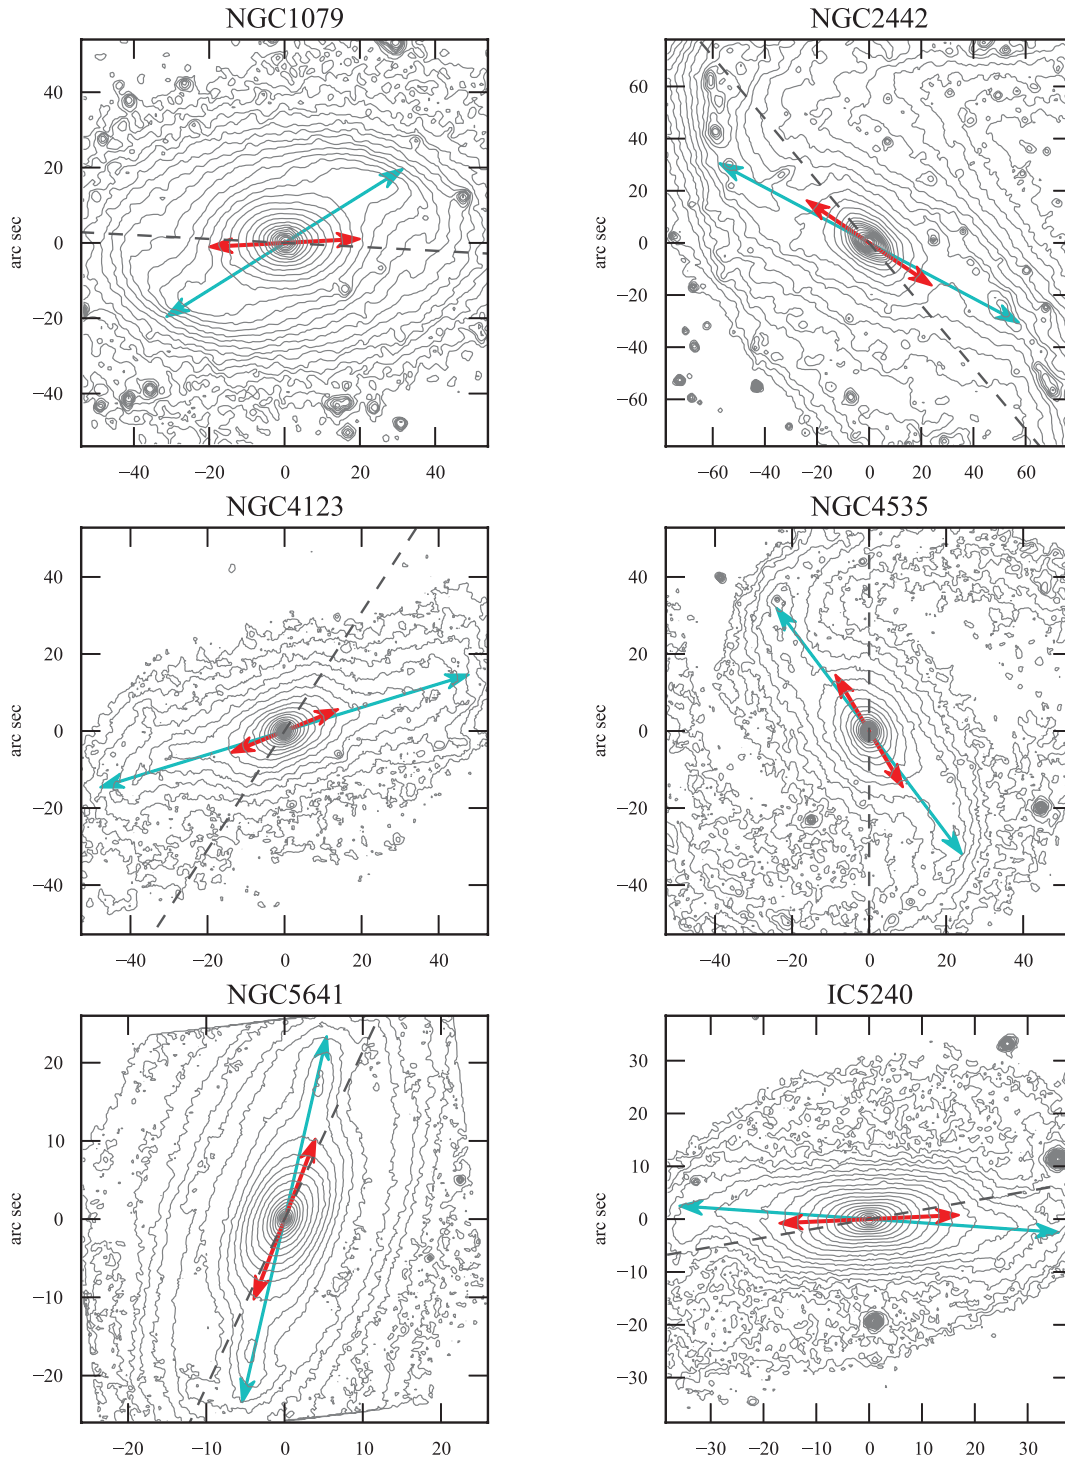 NGC1079 NGC2442
arc sec 40 20 0 −20 −40
−40 −20 0 20 40
arc sec 60 40 20 0 −20 −40 −60
−60 −40 −20 0 20 40 60
NGC4123 NGC4535
arc sec 40 20 0 −20 −40
−40 −20 0 20 40
arc sec 40 20 0 −20 −40
−40 −20 0 20 40
NGC5641 IC5240
arc sec 20 10 0 −10 −20
−20 −10 0 10 20
arc sec 30 20 10 0 −10 −20 −30
−30 −20 −10 0 10 20 30